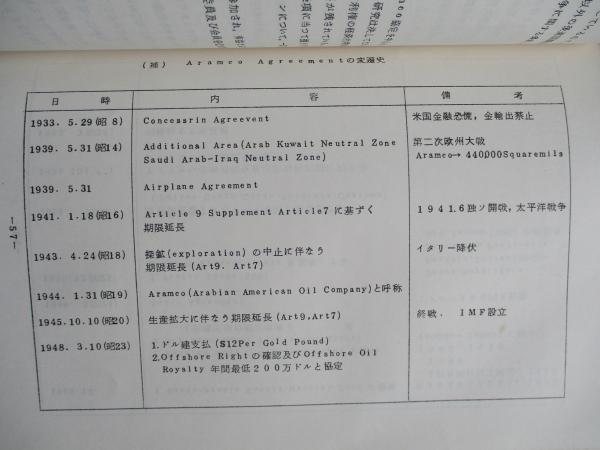 (補) Aramco Agreementの変遷史
日 時 内 容 備 考
1933. 5.29(昭 8) Concessrin Agreevent 米国金融恐慌，金輸出禁止
1939. 5.31(昭14) Additional Area(Arab Kuwait Neutral Zone 第二次欧州大戦
Saudi Arab-Iraq Neutral Zone) Aramco→ 440,000Squaremils
1939. 5.31 Airplane Agreement
1941. 1.18(昭16) Article 9 Supplement Article7 に基ずく 1941.6独ソ開戦，太平洋戦争
期限延長
1943. 4.24(昭18) 探鉱(exploration) の中止に伴なう イタリー降伏
期限延長 (Art9. Art7)
1944. 1.31(昭19) Aramco(Arabian American Oil Company)と呼称
1945.10.10(昭20) 生産拡大に伴なう期限延長 (Art9,Art7) 終戦． IMF設立
1948. 3.10(昭23) 1.ドル建支払 ($12Per Gold Pound)
2.Offshore Rightの確認及びOffshore Oil
Royalty 年間最低200万ドルと協定
—57—